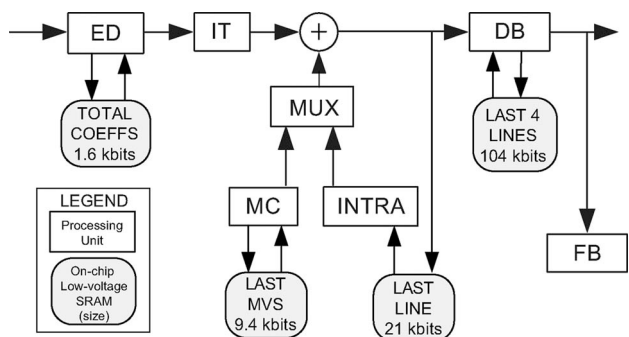 ED
IT
+
DB
MUX
TOTAL
COEFFS
1.6 kbits
LAST 4
LINES
104 kbits
LEGEND
Processing
Unit
On-chip
Low-voltage
SRAM
(size)
MC
INTRA
FB
LAST
MVS
9.4 kbits
LAST
LINE
21 kbits